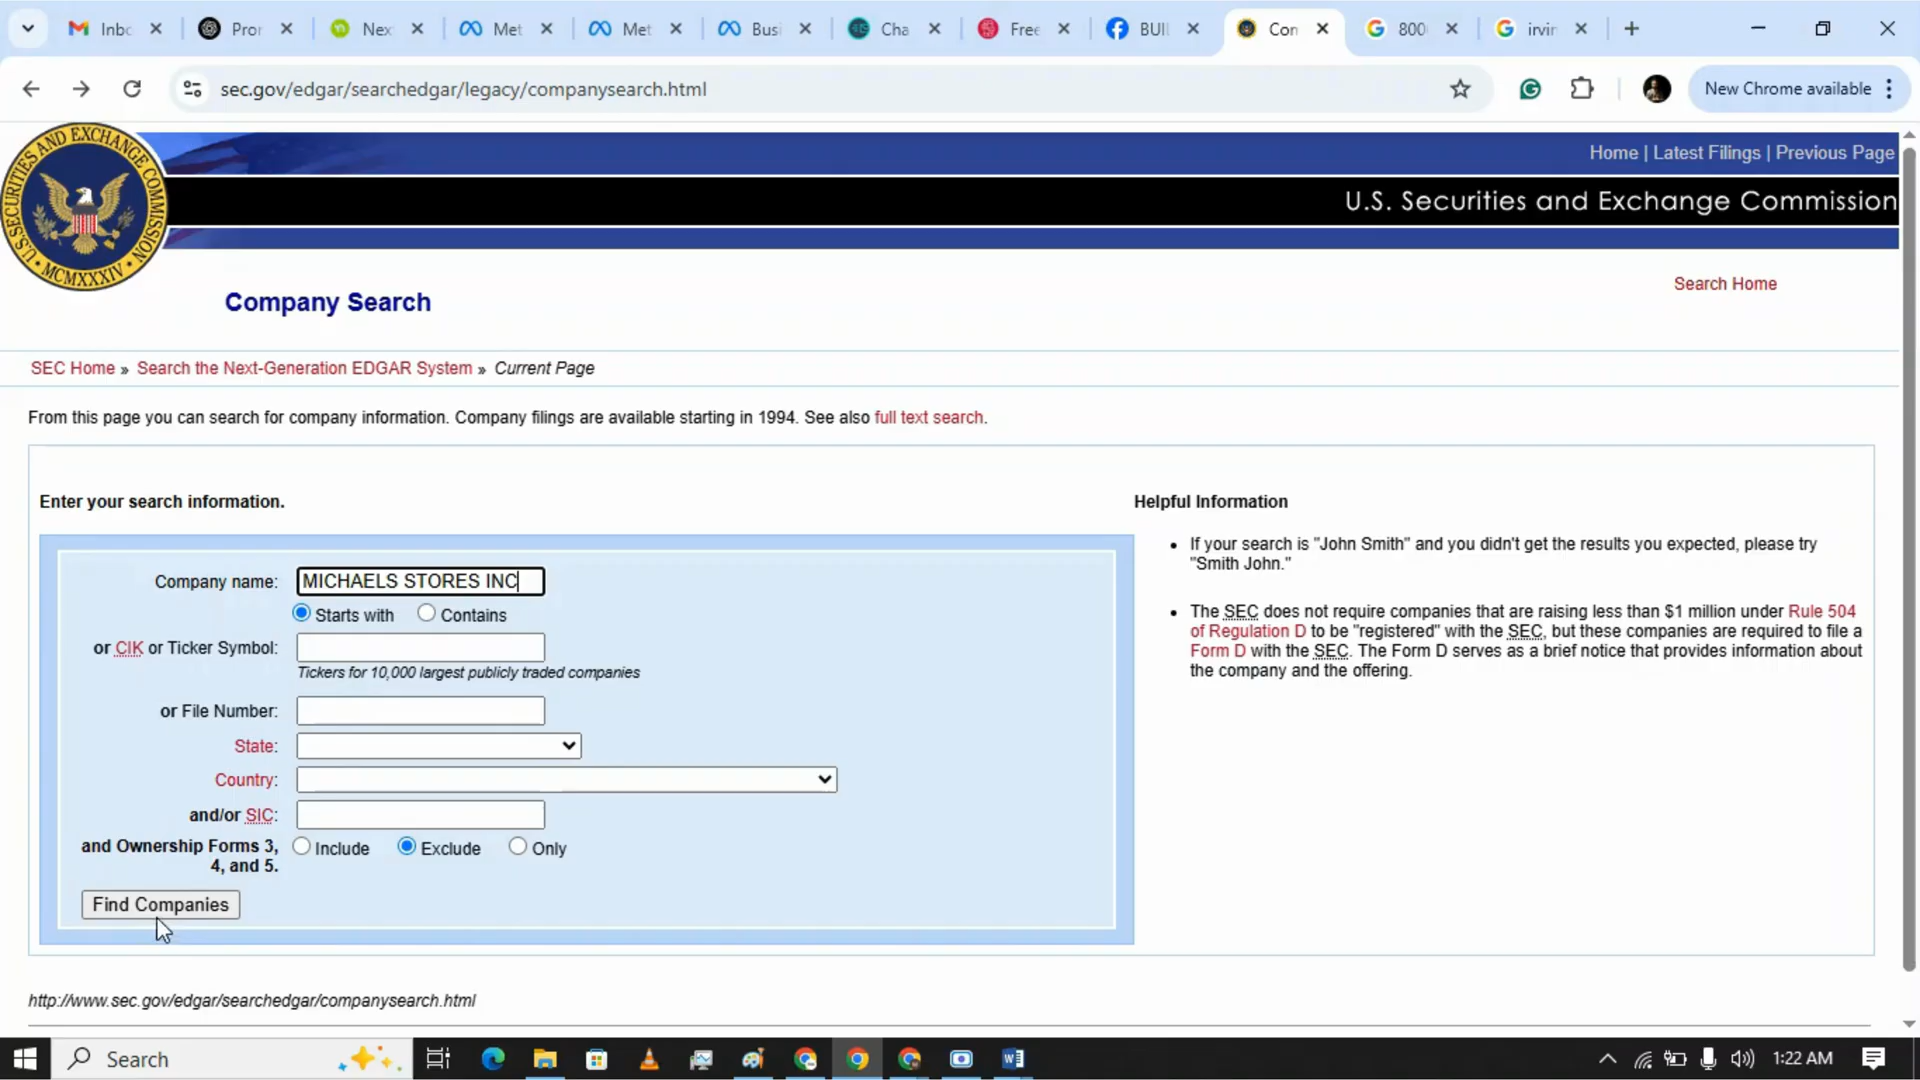 Inbc
Pror
Nex
Met
Met
Busi
Cha
Free
BUII
Con
800
irvir
sec.gov/edgar/searchedgar/legacy/companysearch.html
New Chrome available
U.S. SECURITIES AND EXCHANGE COMMISSION
MCMXXXIV
Home | Latest Filings | Previous Page
U.S. Securities and Exchange Commission
Search Home
Company Search
SEC Home » Search the Next-Generation EDGAR System » Current Page
From this page you can search for company information. Company filings are available starting in 1994. See also full text search.
Enter your search information.
Company name: MICHAELS STORES INC
Starts with Contains
or CIK or Ticker Symbol:
Tickers for 10,000 largest publicly traded companies
or File Number:
State:
Country:
and/or SIC:
and Ownership Forms 3,
4, and 5.
Include Exclude Only
Find Companies
Helpful Information
• If your search is "John Smith" and you didn't get the results you expected, please try
"Smith John."
• The SEC does not require companies that are raising less than $1 million under Rule 504
of Regulation D to be "registered" with the SEC, but these companies are required to file a
Form D with the SEC. The Form D serves as a brief notice that provides information about
the company and the offering.
http://www.sec.gov/edgar/searchedgar/companysearch.html
Search
1:22 AM